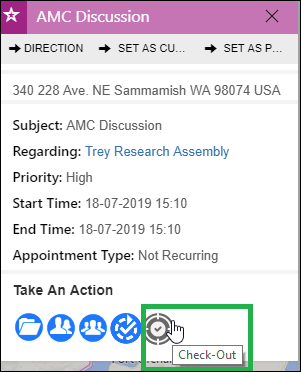 AMC Discussion
DIRECTION SET AS CU... SET AS P...
340 228 Ave. NE Sammamish WA 98074 USA
Subject: AMC Discussion
Regarding: Trey Research Assembly
Priority: High
Start Time: 18-07-2019 15:10
End Time: 18-07-2019 15:10
Appointment Type: Not Recurring
Take An Action
Check-Out